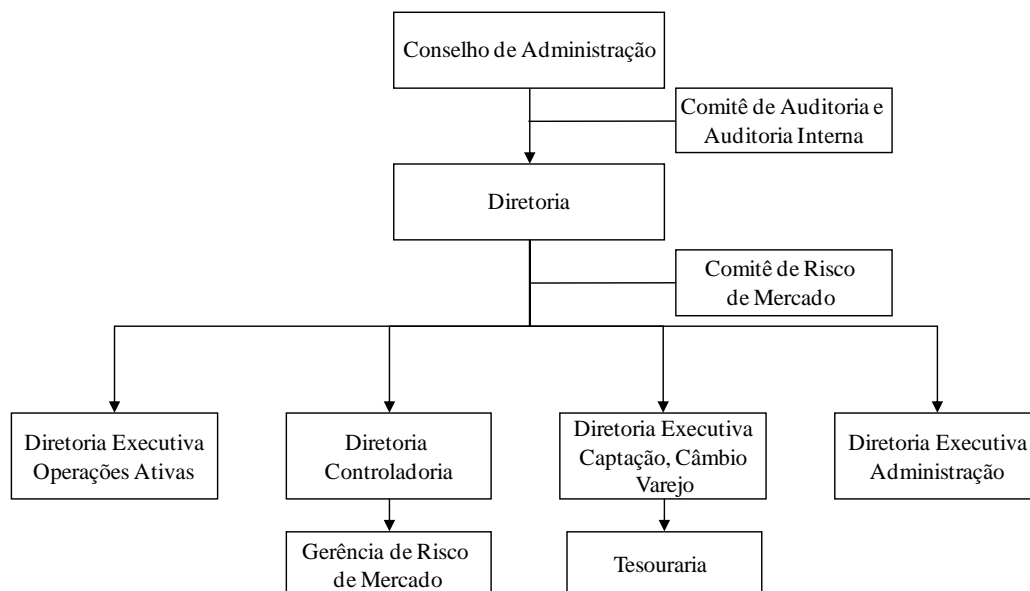 Conselho de Administração
Comitê de Auditoria e
Auditoria Interna
Diretoria
Comitê de Risco
de Mercado
Diretoria Executiva
Operações Ativas
Diretoria
Controladoria
Diretoria Executiva
Captação, Câmbio
Varejo
Diretoria Executiva
Administração
Gerência de Risco
de Mercado
Tesouraria